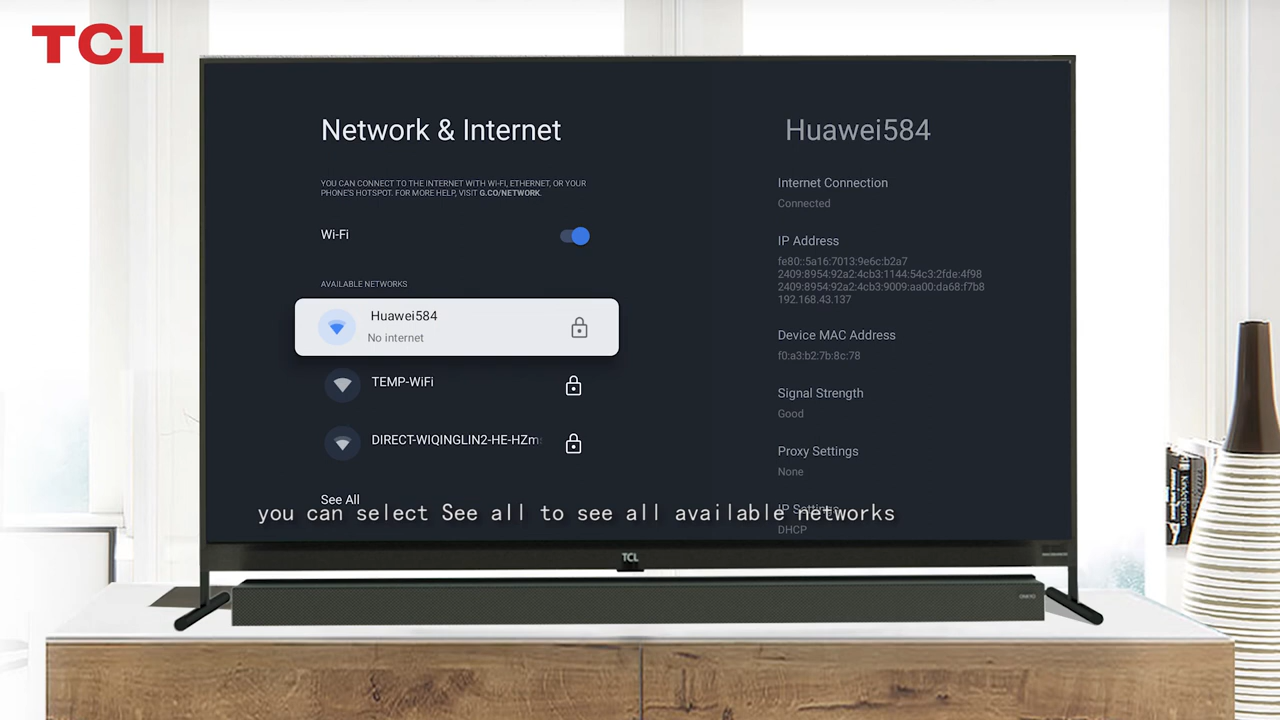 TCL
Network & Internet
YOU CAN CONNECT TO THE INTERNET WITH WI-FI, ETHERNET, OR YOUR
PHONE'S HOTSPOT. FOR MORE HELP, VISIT G.CO/NETWORK.
Wi-Fi
AVAILABLE NETWORKS
Huawei584
No internet
TEMP-WiFi
DIRECT-WIQINGLIN2-HE-HZm
See All
Huawei584
Internet Connection
Connected
IP Address
fe80::5a16:7013:9e6c:b2a7
2409:8954:92a2:4cb3:1144:54c3:2fde:4f98
2409:8954:92a2:4cb3:9009:aa00:da68:f7b8
192.168.43.137
Device MAC Address
f0:a3:b2:7b:8c:78
Signal Strength
Good
Proxy Settings
None
IP Settings
DHCP
you can select See all to see all available networks
TCL
ONKYO